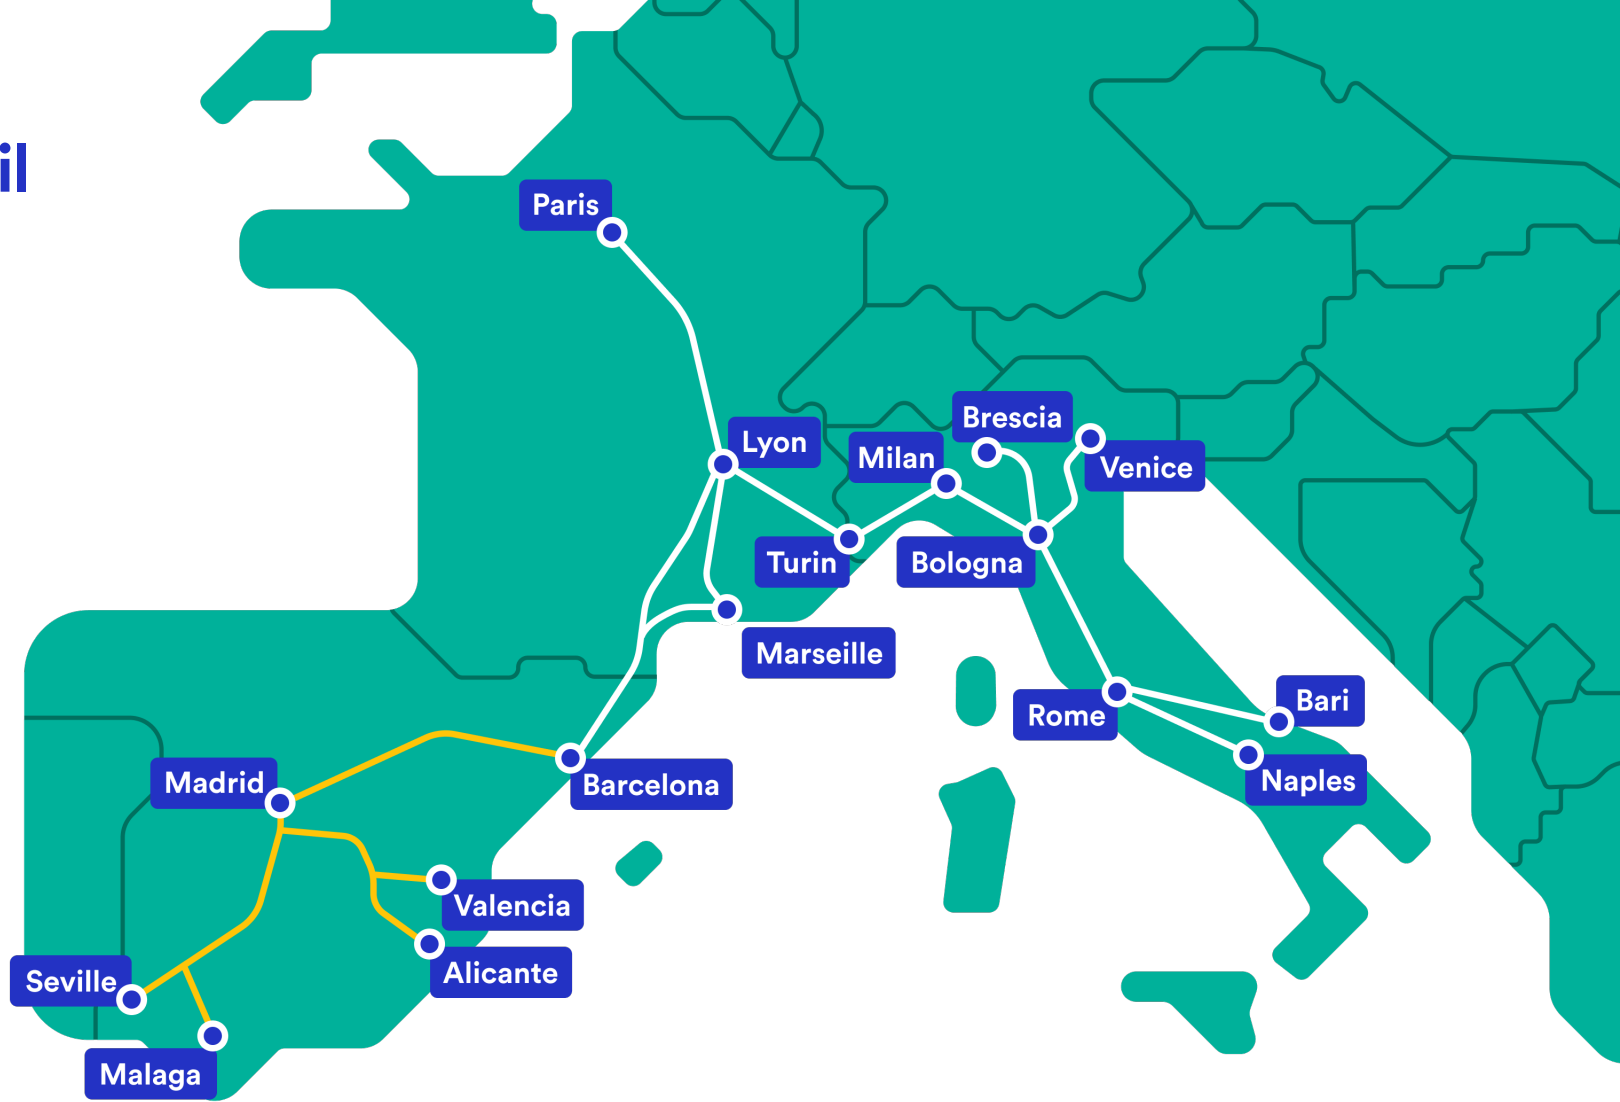 il
Paris
Lyon
Brescia
Milan
Venice
Turin
Bologna
Marseille
Bari
Rome
Madrid
Barcelona
Naples
Valencia
Seville
Alicante
Malaga